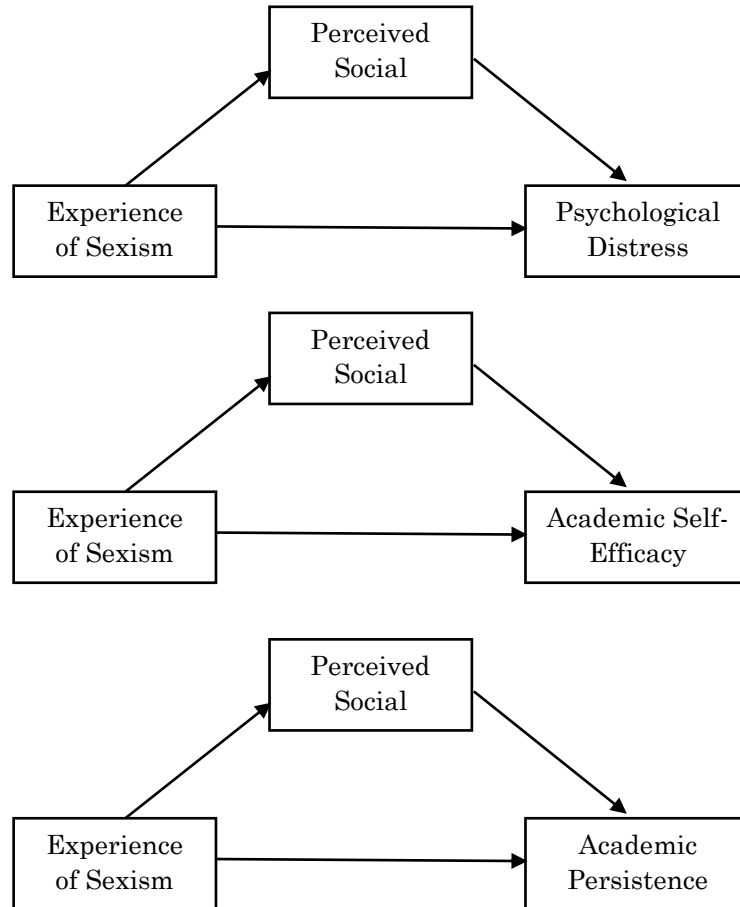 Perceived
Social
Experience
of Sexism
Psychological
Distress
Perceived
Social
Experience
of Sexism
Academic Self-
Efficacy
Perceived
Social
Experience
of Sexism
Academic
Persistence